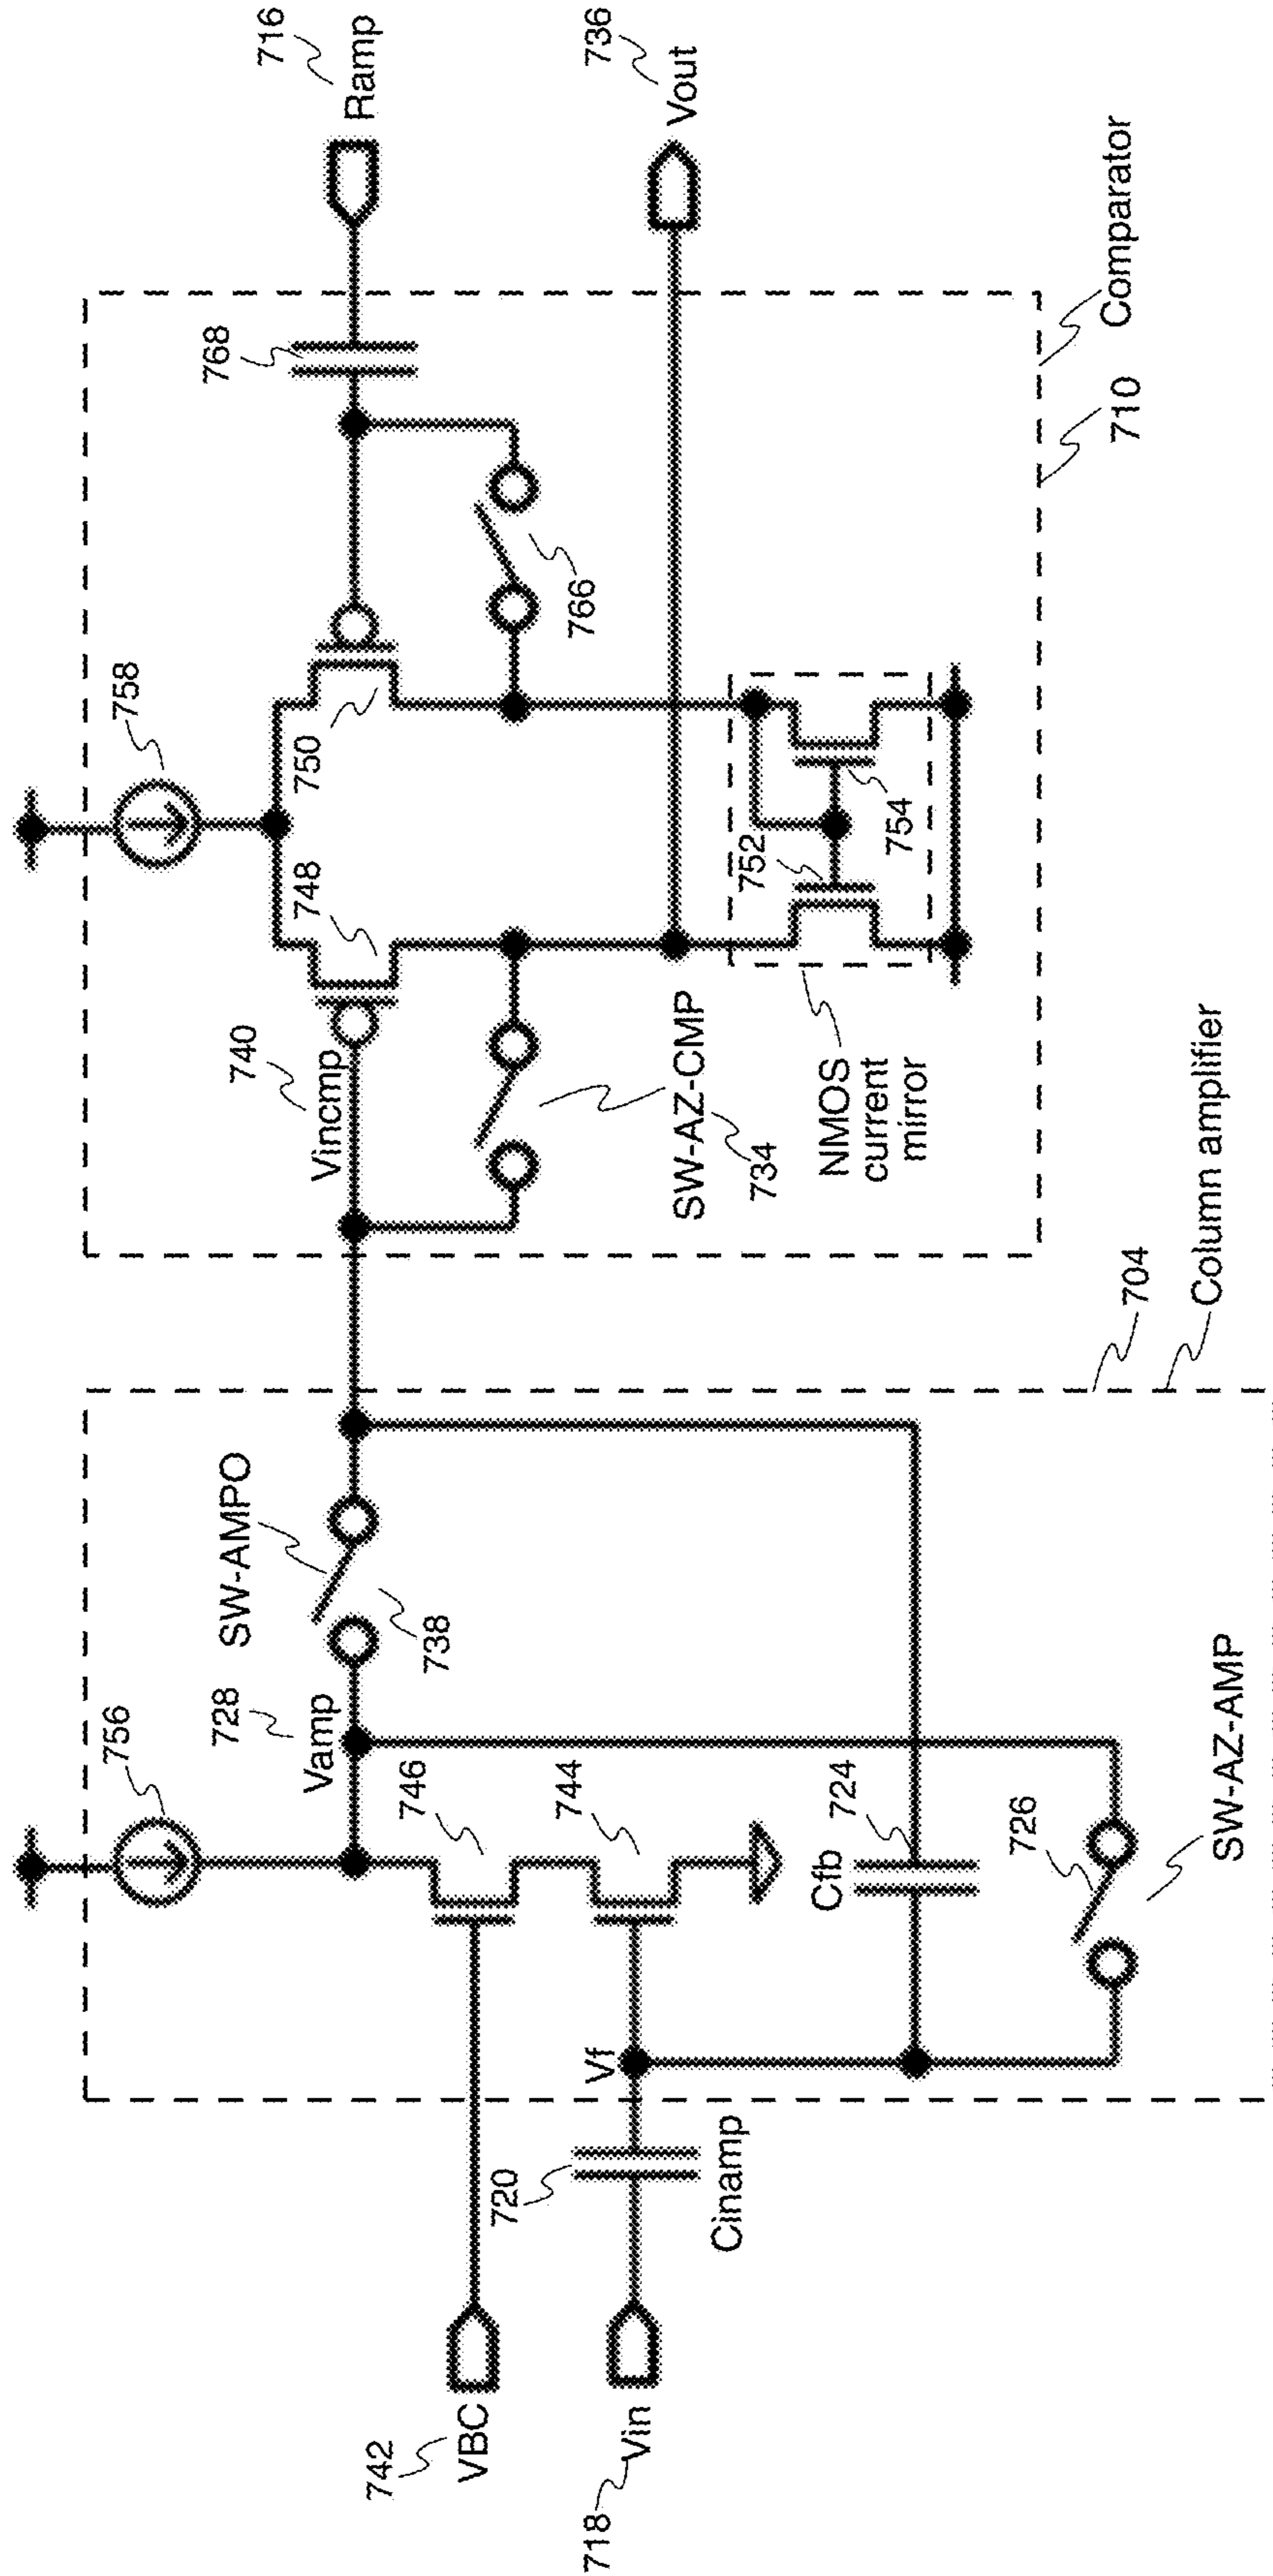 756
758
716
Ramp
768
736
Vout
SW-AMPO
738
728
Vamp
740
Vincmp
748
750
766
746
744
742
VBC
720
Cinamp
718
Vin
Vf
Cfb
724
726
SW-AZ-AMP
SW-AZ-CMP
734
752
754
NMOS
current
mirror
704
Column amplifier
710
Comparator